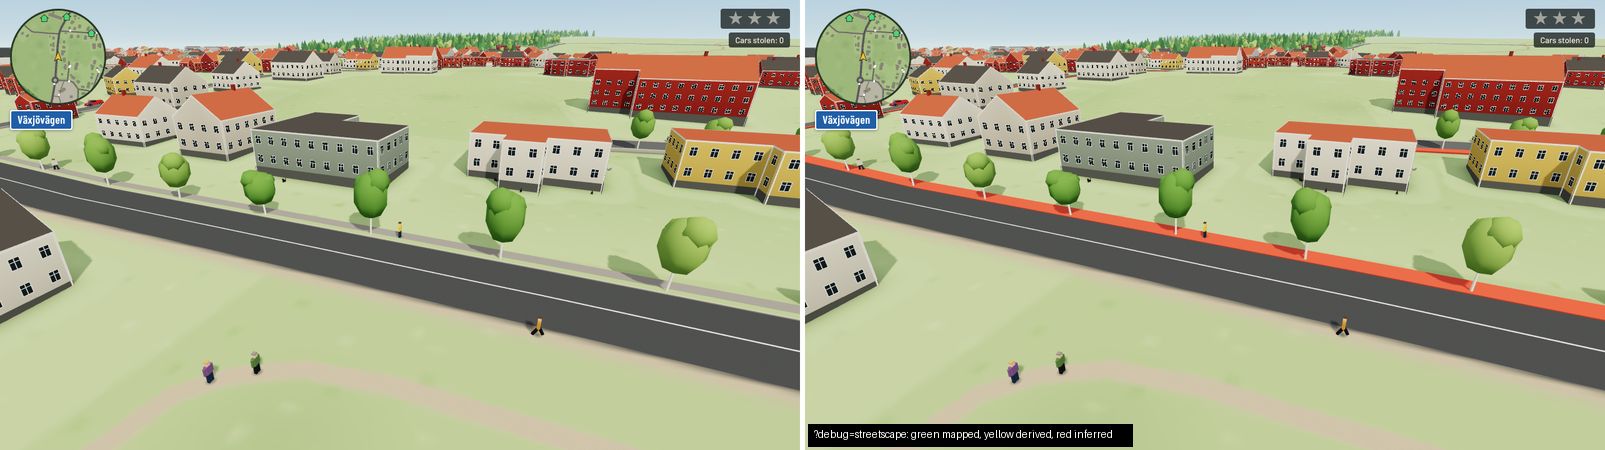 Cars stolen: 0
Växjövägen
Cars stolen: 0
Växjövägen
?debug=streetscape: green mapped, yellow derived, red inferred